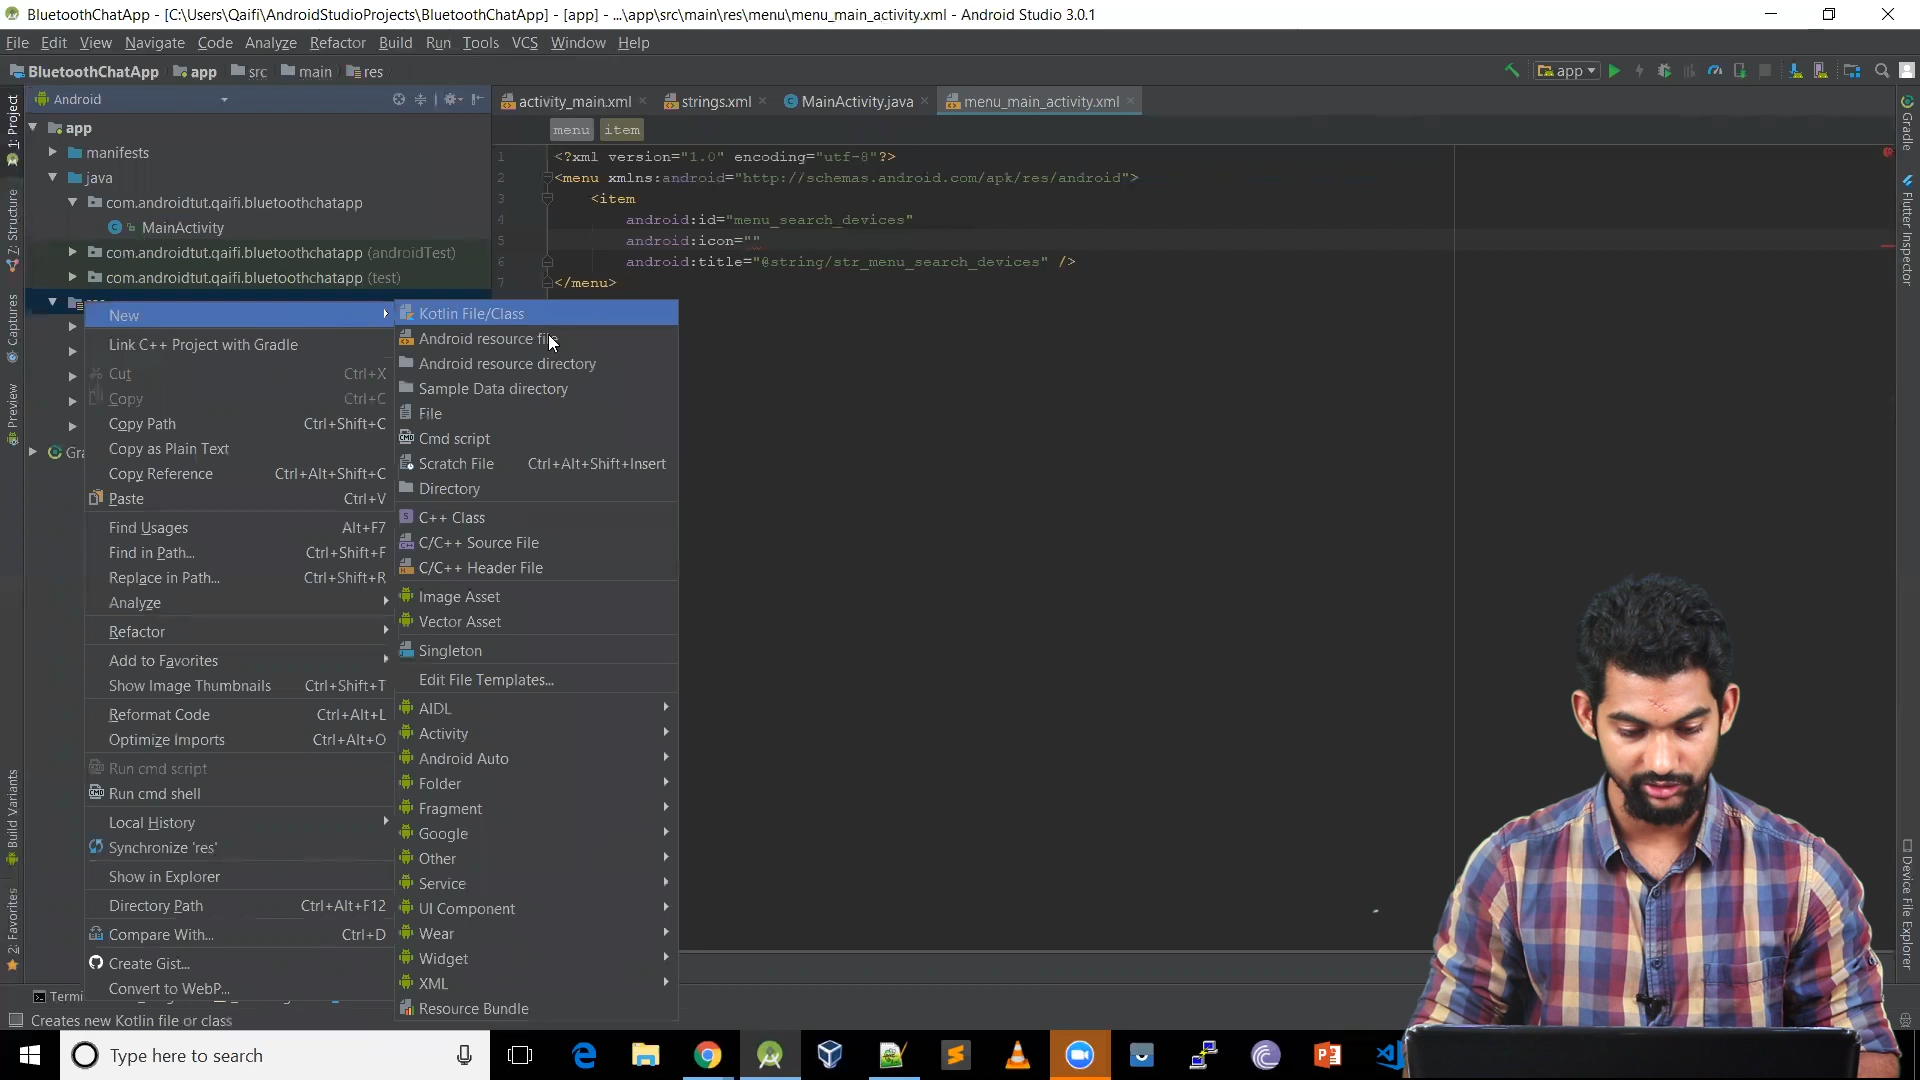 BluetoothChatApp - [C:\Users\Qaifi\AndroidStudioProjects\BluetoothChatApp] - [app] - ...\app\src\main\res\menu\menu_main_activity.xml - Android Studio 3.0.1
File Edit View Navigate Code Analyze Refactor Build Run Tools VCS Window Help
BluetoothChatApp app src main res
app
Android
activity_main.xml strings.xml MainActivity.java menu_main_activity.xml
menu item
1: Project
Z: Structure
Captures
Preview
Build Variants
2: Favorites
app
manifests
java
com.androidtut.qaifi.bluetoothchatapp
MainActivity
com.androidtut.qaifi.bluetoothchatapp (androidTest)
com.androidtut.qaifi.bluetoothchatapp (test)
1 <?xml version="1.0" encoding="utf-8"?>
2 <menu xmlns:android="http://schemas.android.com/apk/res/android">
3 <item
4 android:id="menu_search_devices"
5 android:icon=""
6 android:title="@string/str_menu_search_devices" />
7 </menu>
New
Link C++ Project with Gradle
Cut Ctrl+X
Copy Ctrl+C
Copy Path Ctrl+Shift+C
Copy as Plain Text
Copy Reference Ctrl+Alt+Shift+C
Paste Ctrl+V
Find Usages Alt+F7
Find in Path... Ctrl+Shift+F
Replace in Path... Ctrl+Shift+R
Analyze
Refactor
Add to Favorites
Show Image Thumbnails Ctrl+Shift+T
Reformat Code Ctrl+Alt+L
Optimize Imports Ctrl+Alt+O
Run cmd script
Run cmd shell
Local History
Synchronize 'res'
Show in Explorer
Directory Path Ctrl+Alt+F12
Compare With... Ctrl+D
Create Gist...
Convert to WebP...
Kotlin File/Class
Android resource file
Android resource directory
Sample Data directory
File
Cmd script
Scratch File Ctrl+Alt+Shift+Insert
Directory
C++ Class
C/C++ Source File
C/C++ Header File
Image Asset
Vector Asset
Singleton
Edit File Templates...
AIDL
Activity
Android Auto
Folder
Fragment
Google
Other
Service
UI Component
Wear
Widget
XML
Resource Bundle
Gradle
Flutter Inspector
Device File Explorer
Creates new Kotlin file or class
Type here to search